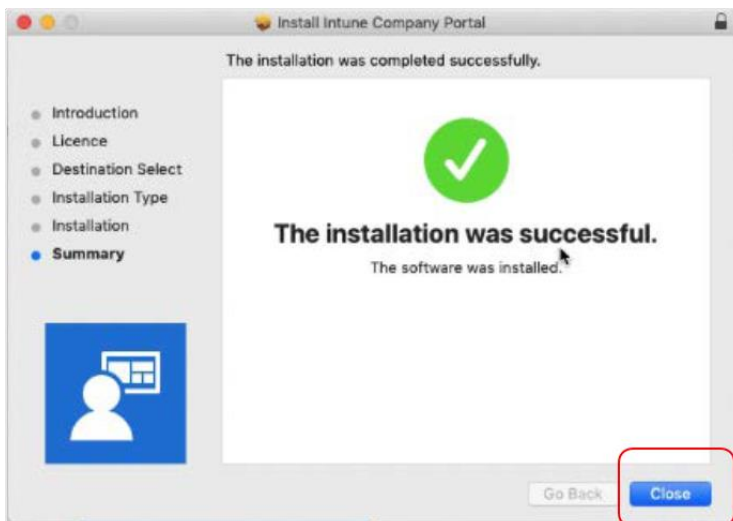 Install Intune Company Portal
The installation was completed successfully.
Introduction
Licence
Destination Select
Installation Type
Installation
Summary
The installation was successful.
The software was installed.
Go Back
Close